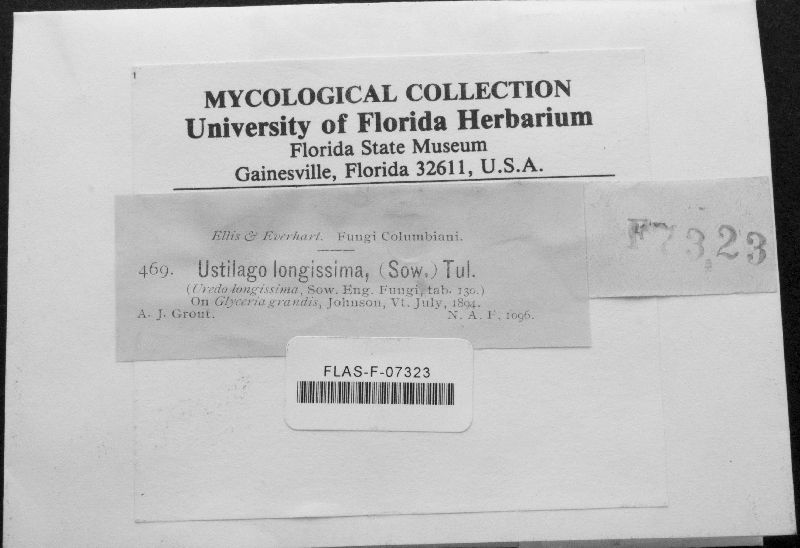 MYCOLOGICAL COLLECTION
University of Florida Herbarium
Florida State Museum
Gainesville, Florida 32611, U.S.A.
Ellis & Everhart. Fungi Columbiani.
469. Ustilago longissima, (Sow.) Tul.
(Uredo longissima, Sow. Eng. Fungi, tab. 130.)
On Glyceria grandis, Johnson, Vt. July, 1894.
A. J. Grout. N. A. F. 1096.
F7323
FLAS-F-07323